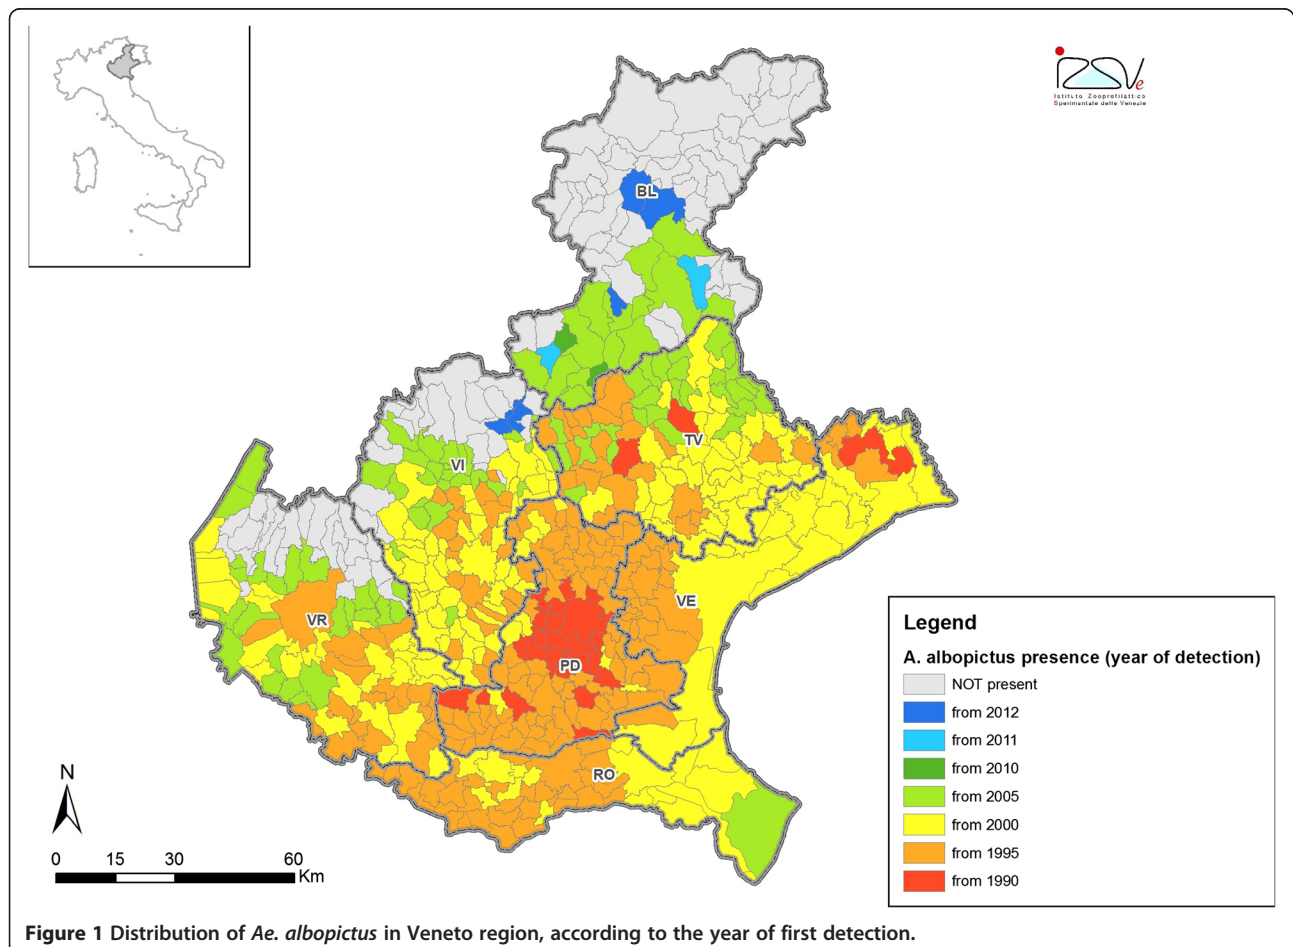 IZSVe
Istituto Zooprofilattico
Sperimentale delle Venezie
BL
TV
VI
VE
VR
PD
RO
Legend
A. albopictus presence (year of detection)
NOT present
from 2012
from 2011
from 2010
from 2005
from 2000
from 1995
from 1990
N
0 15 30 60
Km
Figure 1 Distribution of Ae. albopictus in Veneto region, according to the year of first detection.